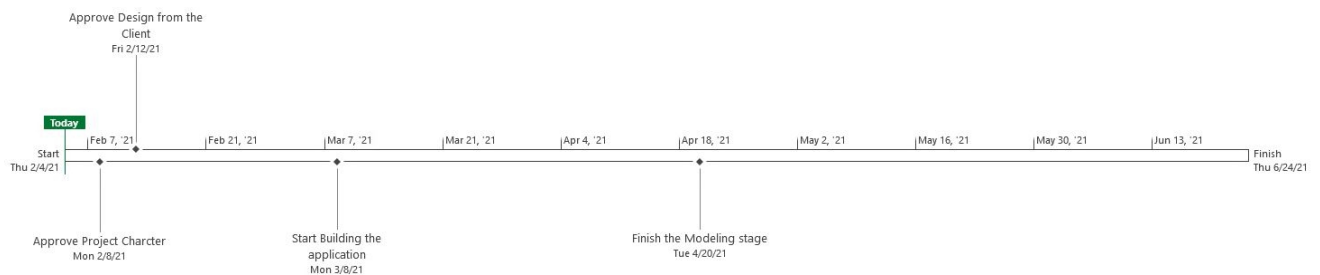 Approve Design from the
Client
Fri 2/12/21
Today
Feb 7, '21
Feb 21, '21
Mar 7, '21
Mar 21, '21
Apr 4, '21
Apr 18, '21
May 2, '21
May 16, '21
May 30, '21
Jun 13, '21
Start
Thu 2/4/21
Finish
Thu 6/24/21
Approve Project Charcter
Mon 2/8/21
Start Building the
application
Mon 3/8/21
Finish the Modeling stage
Tue 4/20/21